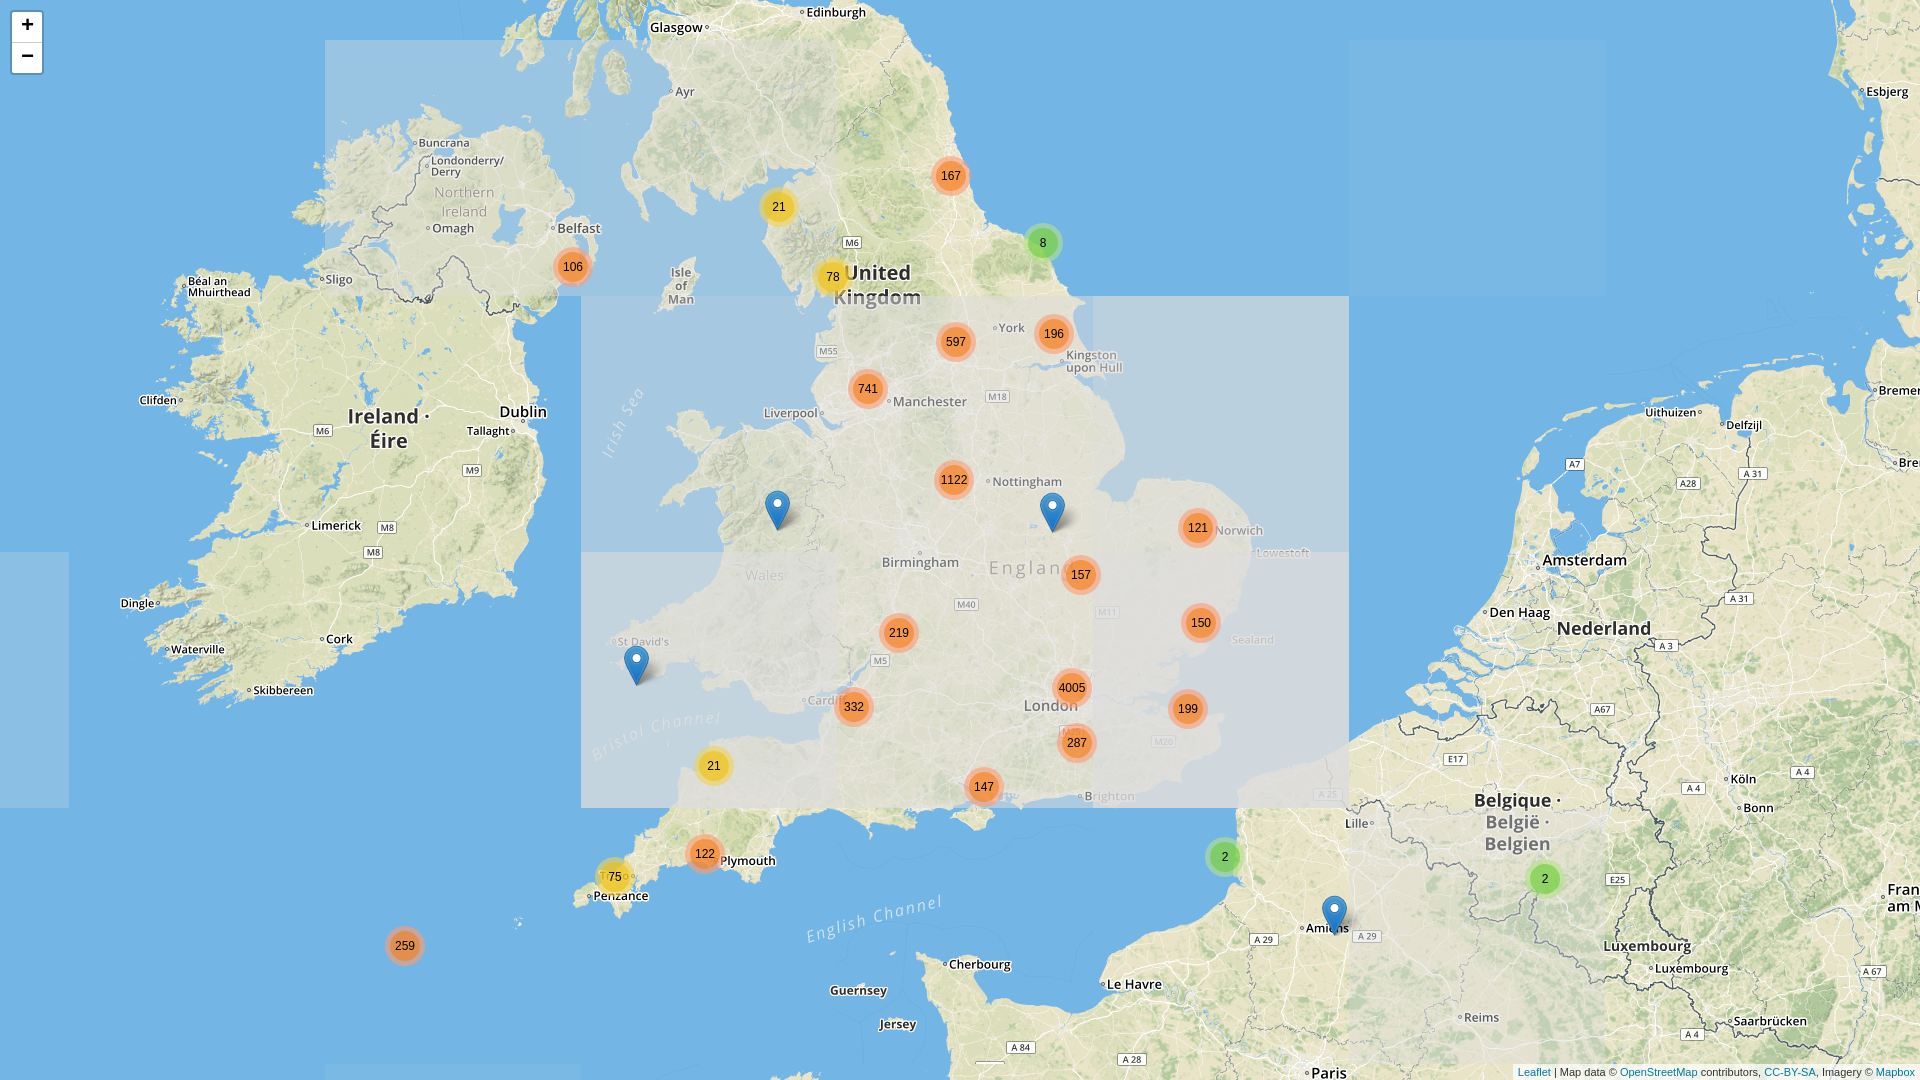 +
−
Edinburgh
Glasgow
Ayr
Esbjerg
Buncrana
Londonderry/
Derry
Northern
Ireland
Omagh
Belfast
167
21
8
M6
106
78
United
Kingdom
Isle
of
Man
Sligo
Béal an
Mhuirthead
York
196
597
M55
Kingston
upon Hull
741
Manchester
M18
Liverpool
Clifden
Ireland ·
Éire
Dublin
Tallaght
M6
M9
Irish Sea
Uithuizen
Delfzijl
A7
A 31
A28
1122
Nottingham
Limerick
M8
M8
121
Norwich
Lowestoft
Birmingham
Wales
157
Amsterdam
Dingle
M40
M11
A 31
Den Haag
Nederland
150
Sealand
219
Cork
St David's
Waterville
M5
A 3
Skibbereen
4005
London
332
199
A67
Bristol Channel
287
M20
E17
21
147
Brighton
A 25
Köln
A 4
A 4
Bonn
Belgique ·
België ·
Belgien
Lille
122
Plymouth
2
75
Penzance
2
E25
English Channel
Amiens
A 29
A 29
259
Luxembourg
Luxembourg
A 67
Cherbourg
Le Havre
Guernsey
Jersey
Reims
Saarbrücken
A 4
A 84
A 28
Paris
Leaflet | Map data © OpenStreetMap contributors, CC-BY-SA, Imagery © Mapbox